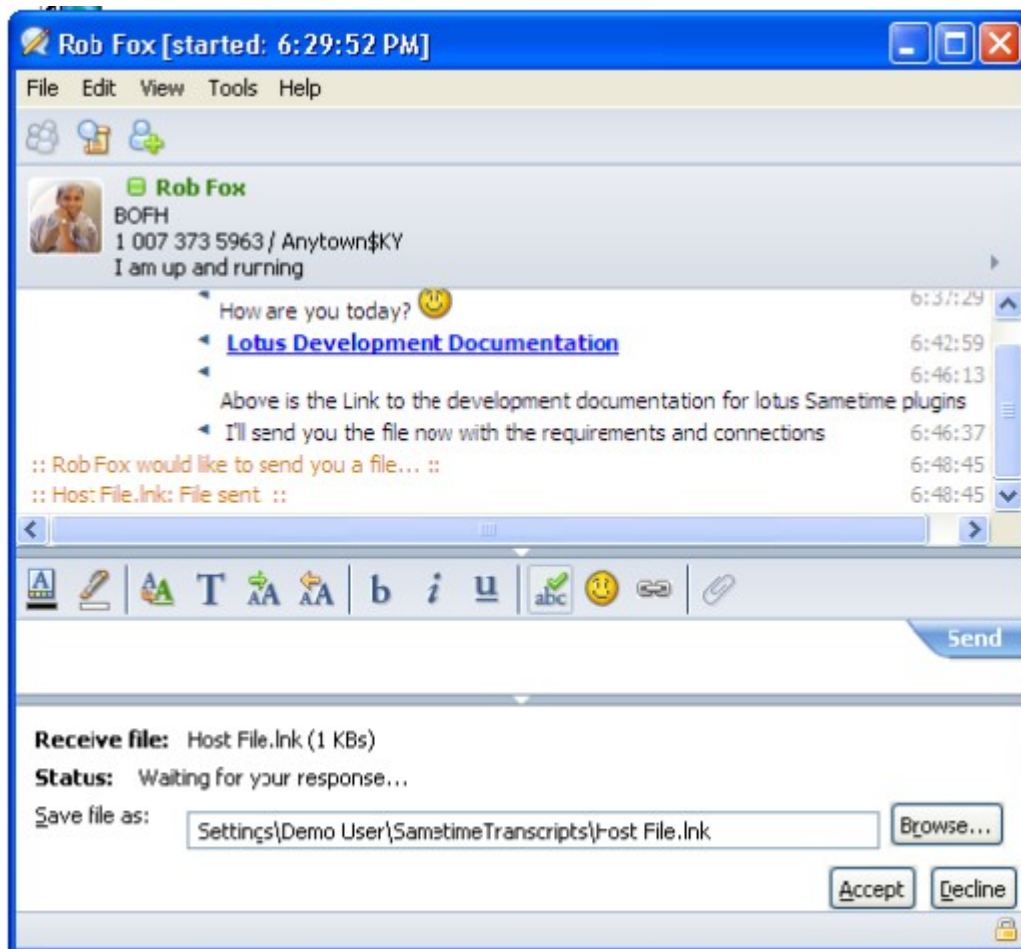 Rob Fox [started: 6:29:52 PM]
File Edit View Tools Help
Rob Fox
BOFH
1 007 373 5963 / Anytown$KY
I am up and running
How are you today? 6:37:29
Lotus Development Documentation 6:42:59
6:46:13
Above is the Link to the development documentation for lotus Sametime plugins
I'll send you the file now with the requirements and connections 6:46:37
:: Rob Fox would like to send you a file... :: 6:48:45
:: Host File.lnk: File sent :: 6:48:45
A A A T A A A A b i u abc
Send
Receive file: Host File.lnk (1 KBs)
Status: Waiting for your response...
Save file as: Settings\Demo User\SametimeTranscripts\Host File.lnk Browse...
Accept Decline